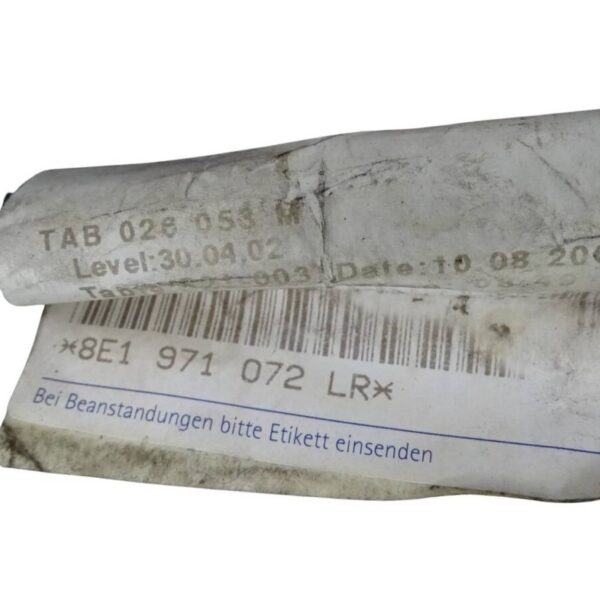 TAB 026 053 M
Level:30.04.02
Date:10 08
*8E1 971 072 LR*
Bei Beanstandungen bitte Etikett einsenden